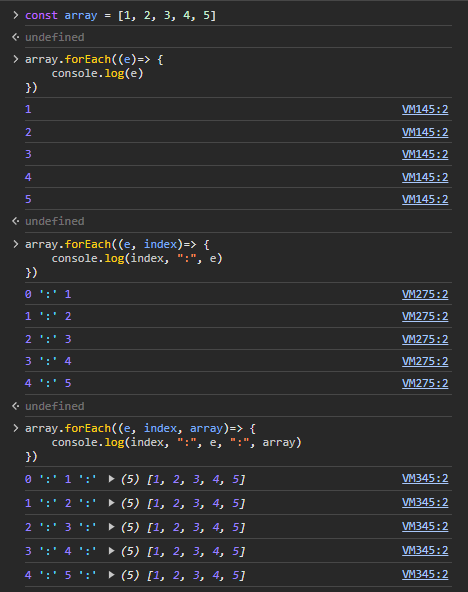 > const array = [1, 2, 3, 4, 5]
<· undefined
> array.forEach((e)=> {
    console.log(e)
})
1 VM145:2
2 VM145:2
3 VM145:2
4 VM145:2
5 VM145:2
<· undefined
> array.forEach((e, index)=> {
    console.log(index, ":", e)
})
0 ':' 1 VM275:2
1 ':' 2 VM275:2
2 ':' 3 VM275:2
3 ':' 4 VM275:2
4 ':' 5 VM275:2
<· undefined
> array.forEach((e, index, array)=> {
    console.log(index, ":", e, ":", array)
})
0 ':' 1 ':' ▶ (5) [1, 2, 3, 4, 5] VM345:2
1 ':' 2 ':' ▶ (5) [1, 2, 3, 4, 5] VM345:2
2 ':' 3 ':' ▶ (5) [1, 2, 3, 4, 5] VM345:2
3 ':' 4 ':' ▶ (5) [1, 2, 3, 4, 5] VM345:2
4 ':' 5 ':' ▶ (5) [1, 2, 3, 4, 5] VM345:2